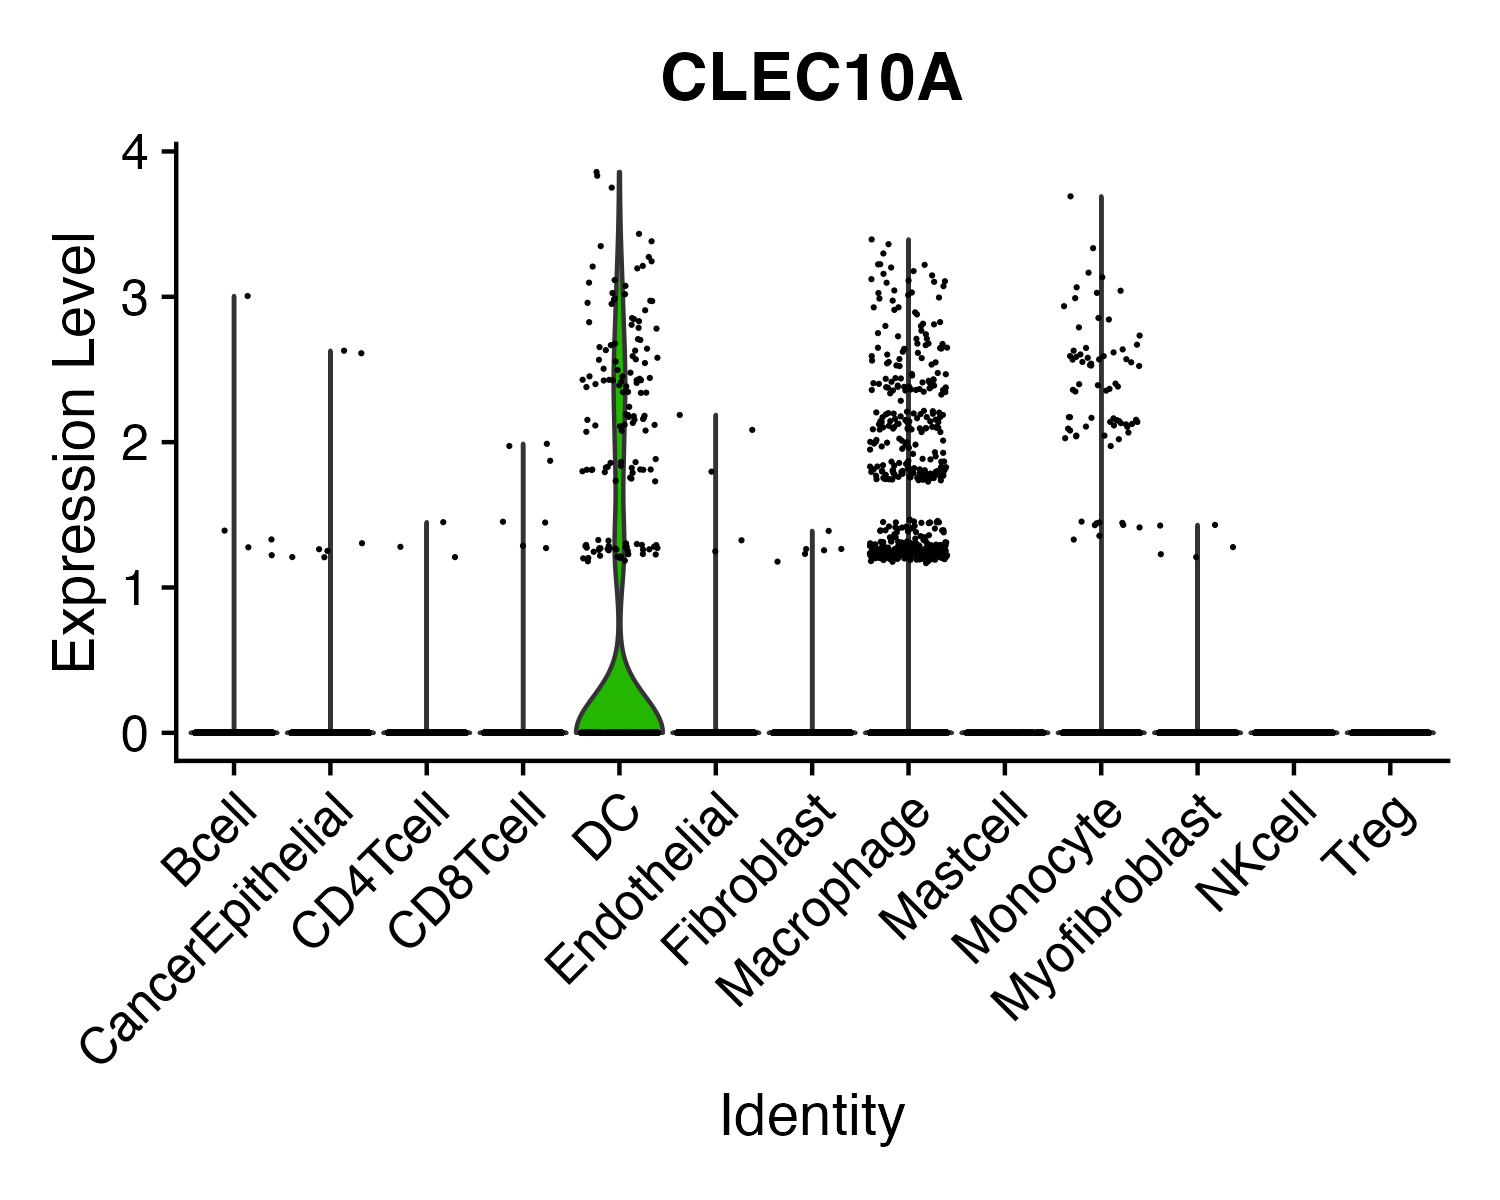 CLEC10A
Expression Level
4
3
2
1
0
Bcell
CancerEpithelial
CD4Tcell
CD8Tcell
DC
Endothelial
Fibroblast
Macrophage
Mastcell
Monocyte
Myofibroblast
NKcell
Treg
Identity